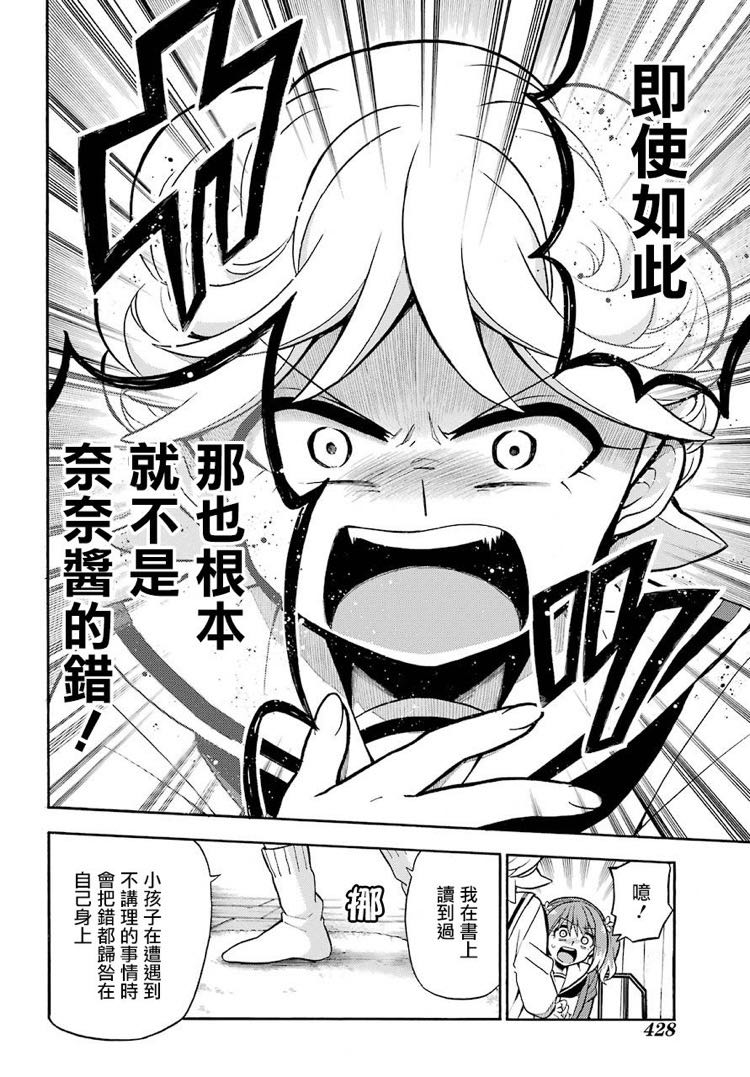 即使如此
那也根本
就不是
奈奈醬的錯！
噫！
我在書上
讀到過
挪
小孩子在遭遇到
不講理的事情時
會把錯都歸咎在
自己身上
428